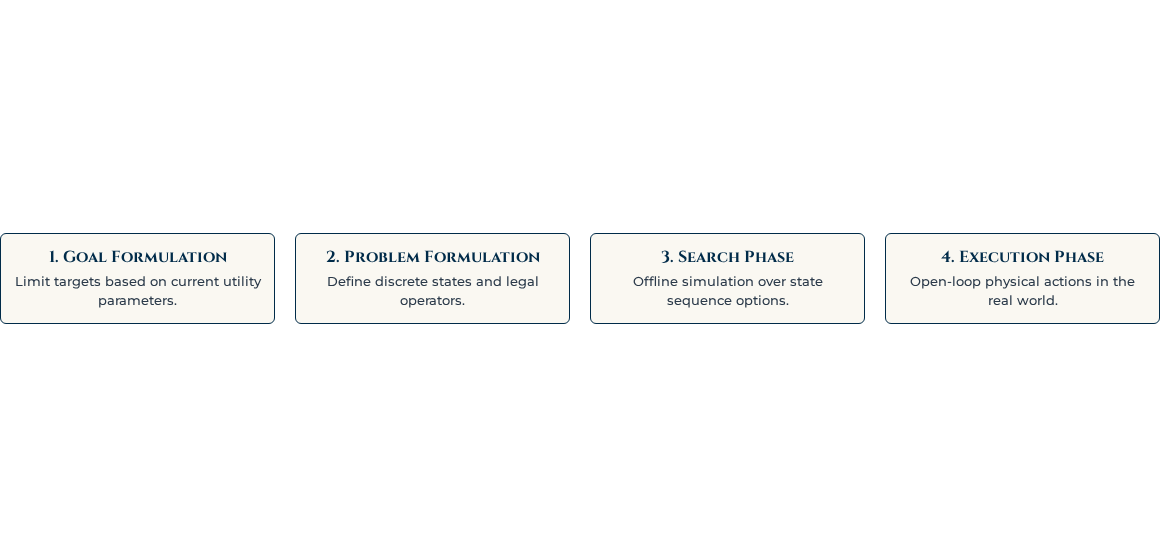 1. Goal Formulation
Limit targets based on current utility
parameters.
2. Problem Formulation
Define discrete states and legal
operators.
3. Search Phase
Offline simulation over state
sequence options.
4. Execution Phase
Open-loop physical actions in the
real world.